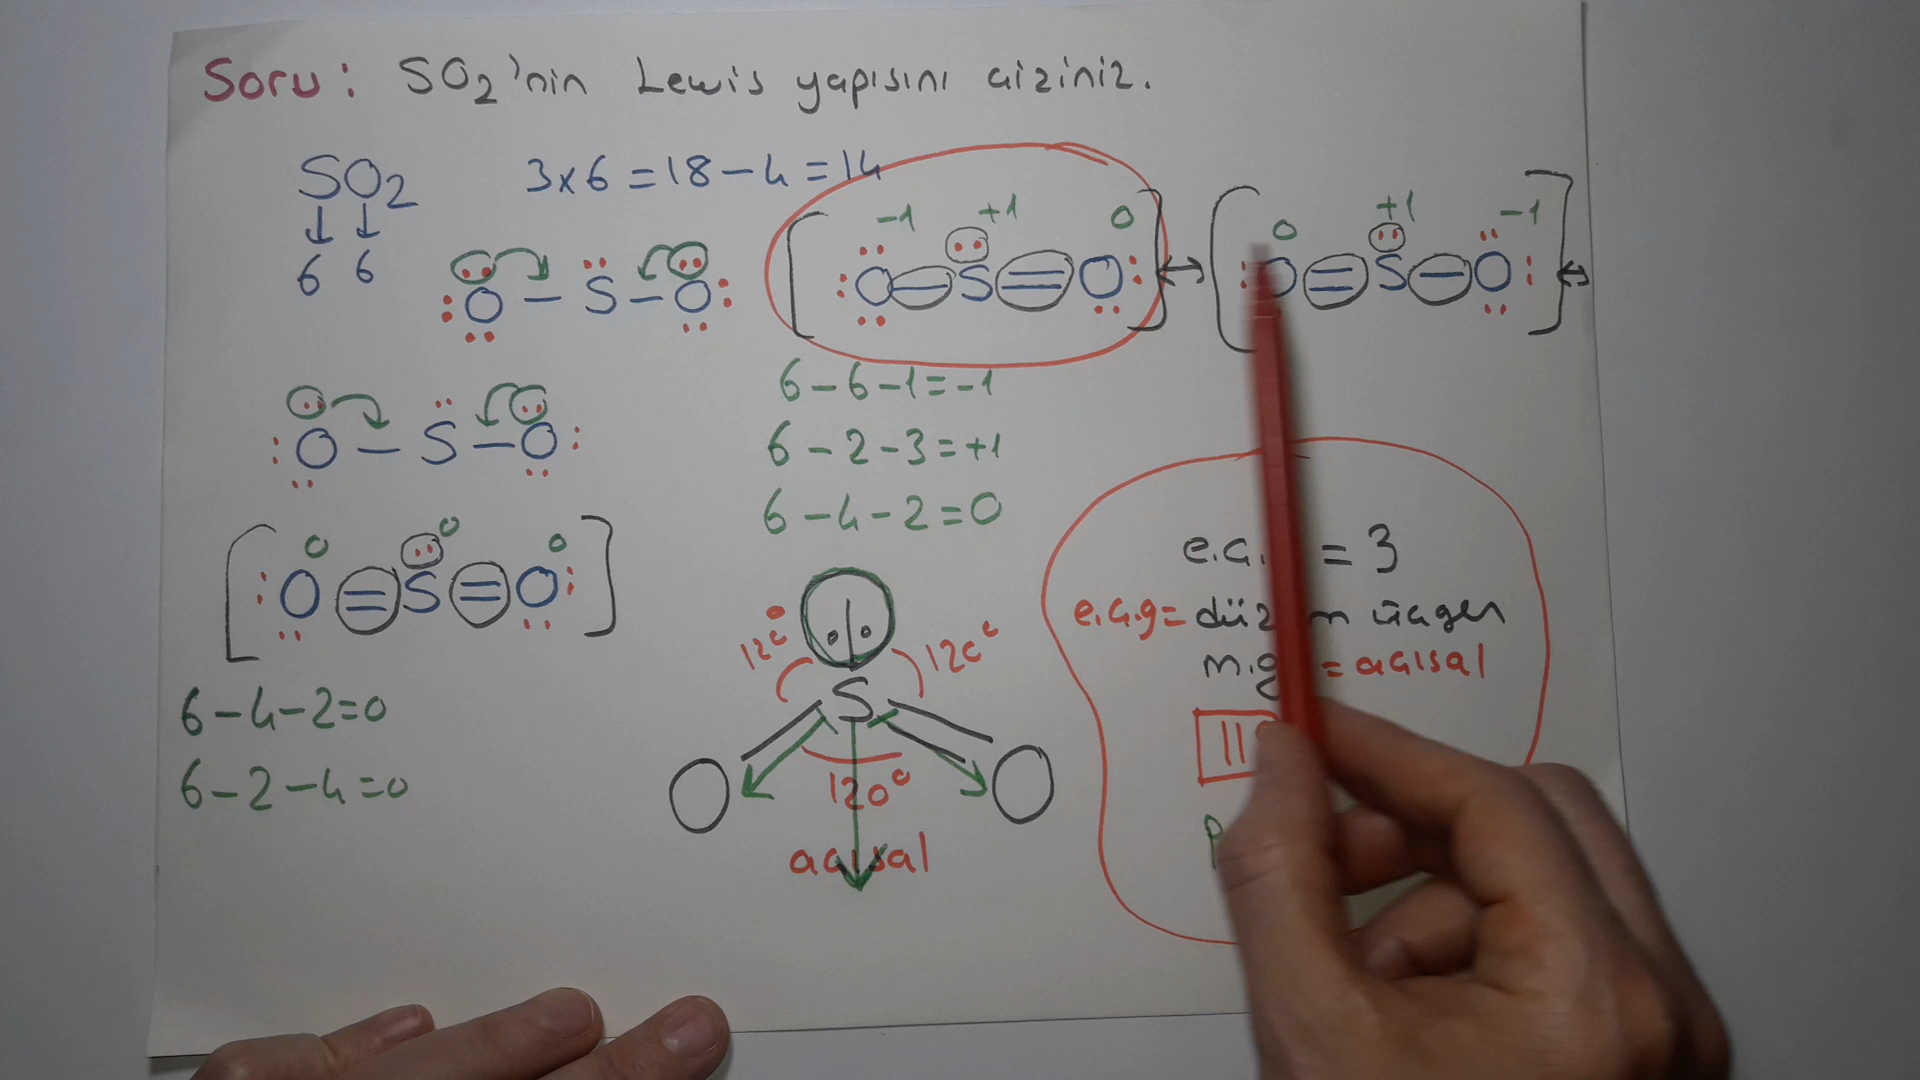 Soru: SO2'nin Lewis yapısını çiziniz.
SO2
6 6
3x6=18-4=14
:O-S-O:
[:O-S=O:] ↔ [:O=S-O:] ↔
-1 +1 0
0 +1 -1
6-6-1=-1
6-2-3=+1
6-4-2=0
:O-S-O:
0 0 0
[:O=S=O:]
6-4-2=0
6-2-4=0
120° 120°
S
O O
120°
açısal
= 3
e.ç.g= üçgen
= açısal